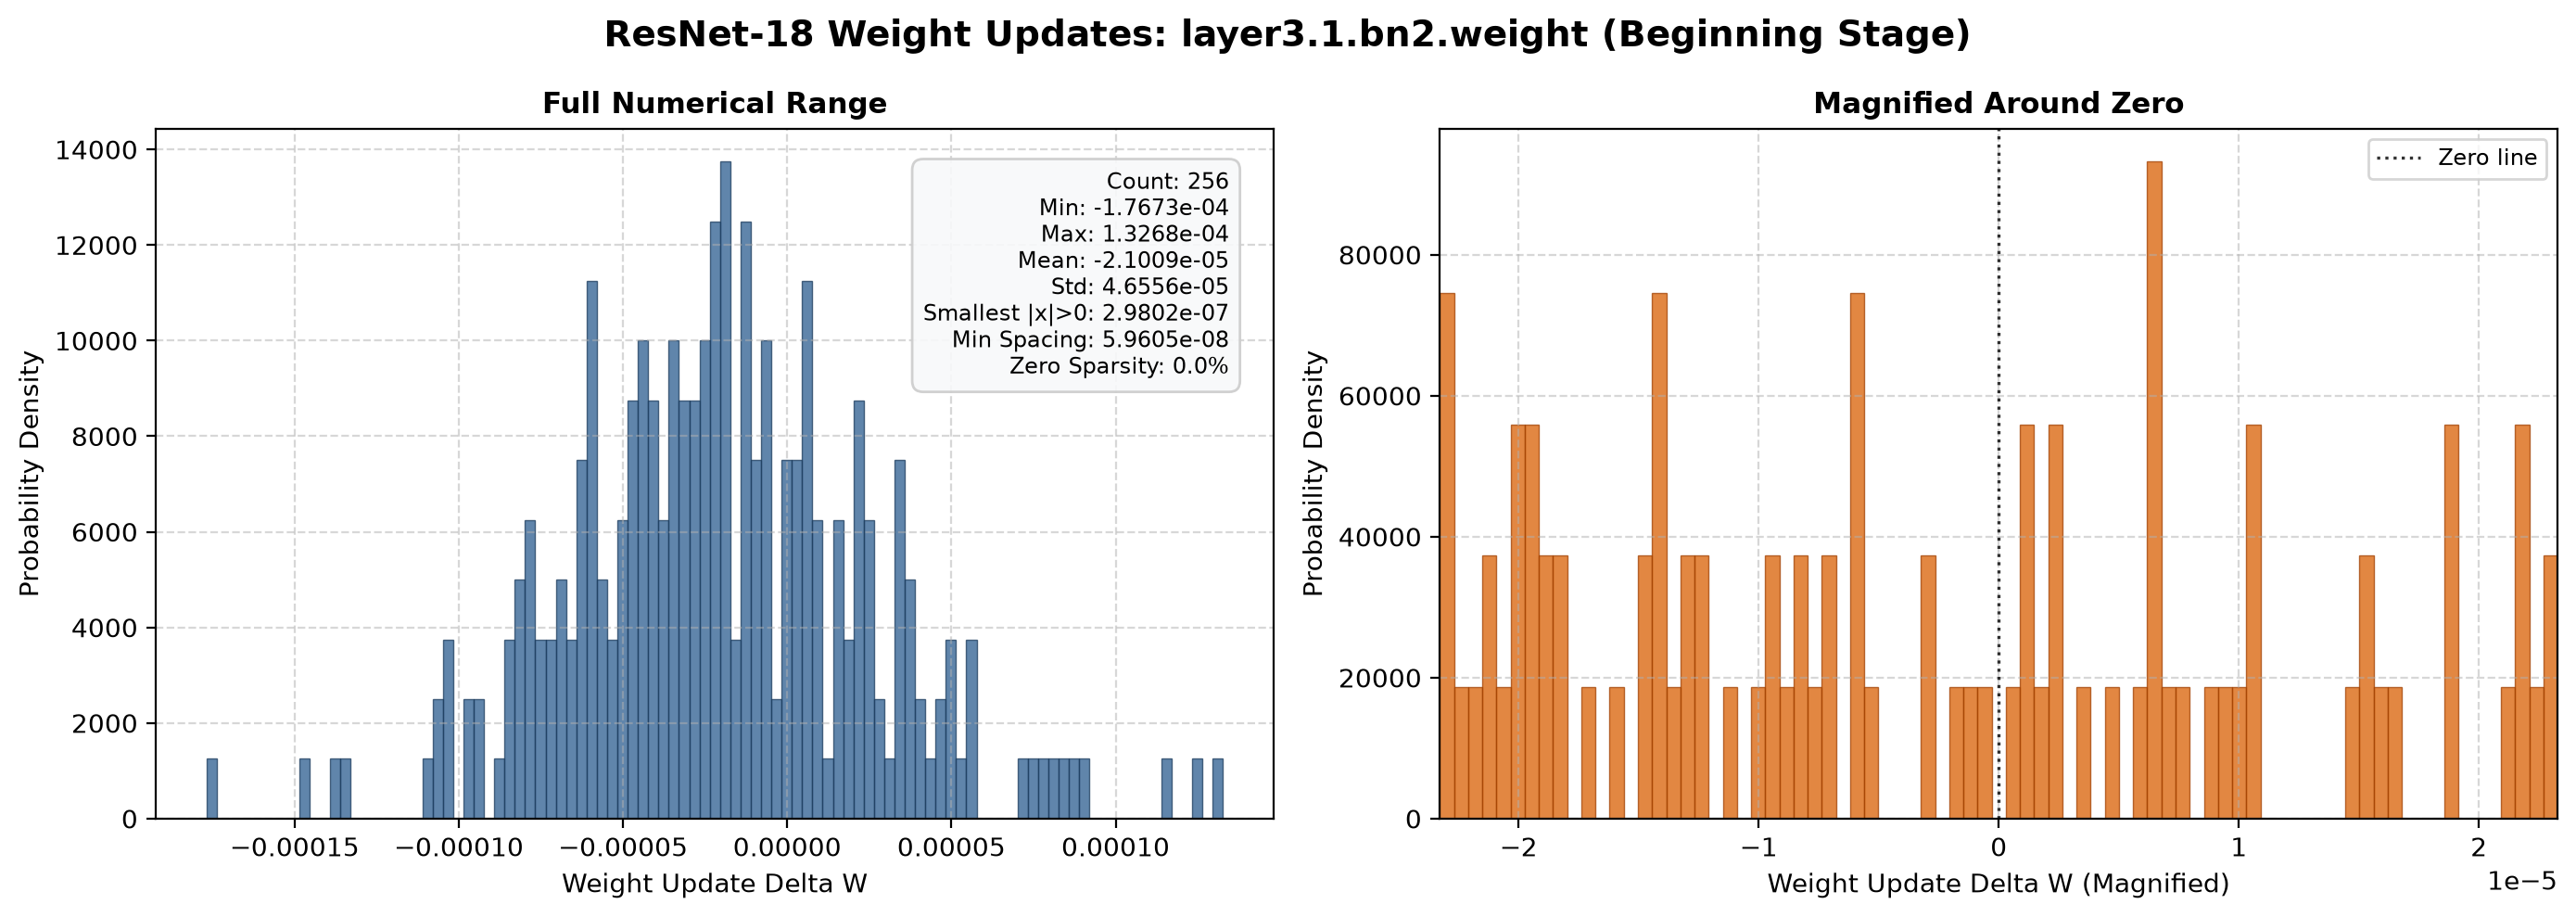 ResNet-18 Weight Updates: layer3.1.bn2.weight (Beginning Stage)
Full Numerical Range
14000
12000
10000
8000
6000
4000
2000
0
Probability Density
Count: 256
Min: -1.7673e-04
Max: 1.3268e-04
Mean: -2.1009e-05
Std: 4.6556e-05
Smallest |x|>0: 2.9802e-07
Min Spacing: 5.9605e-08
Zero Sparsity: 0.0%
−0.00015 −0.00010 −0.00005 0.00000 0.00005 0.00010
Weight Update Delta W
Magnified Around Zero
Zero line
80000
60000
40000
20000
0
Probability Density
−2 −1 0 1 2
1e−5
Weight Update Delta W (Magnified)